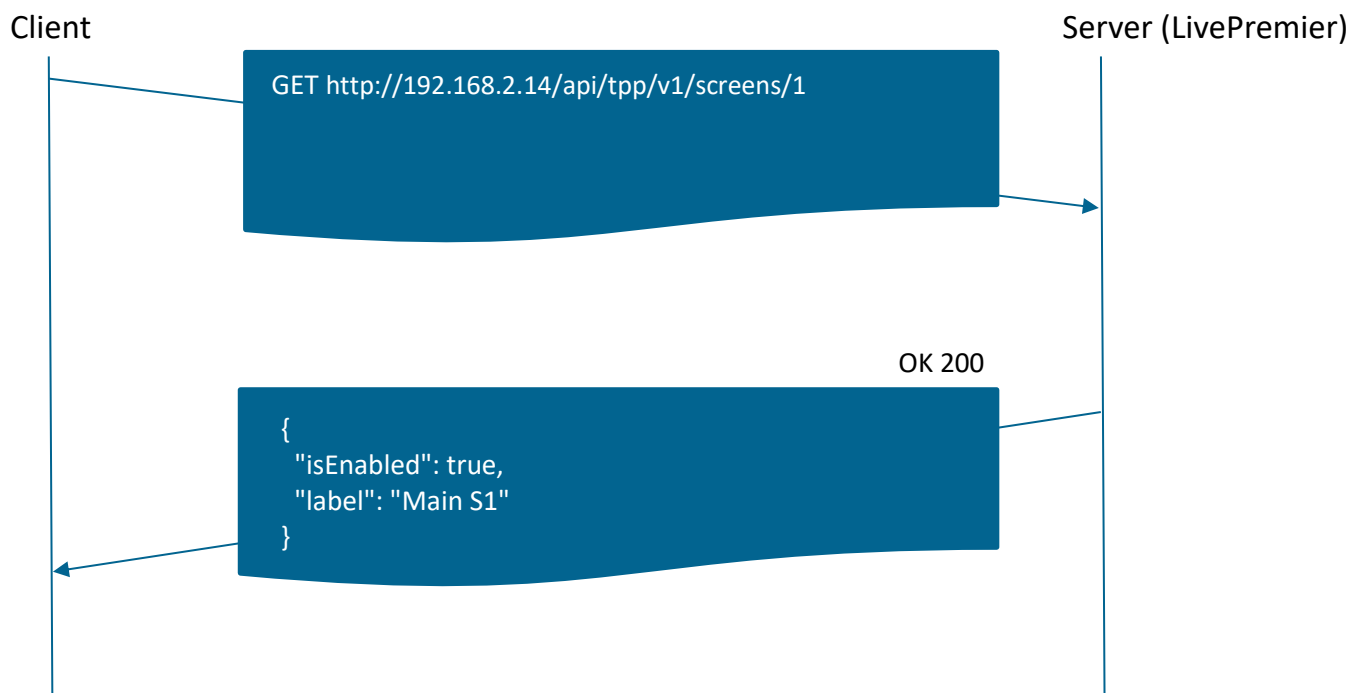 Client
Server (LivePremier)
GET http://192.168.2.14/api/tpp/v1/screens/1
OK 200
{
"isEnabled": true,
"label": "Main S1"
}